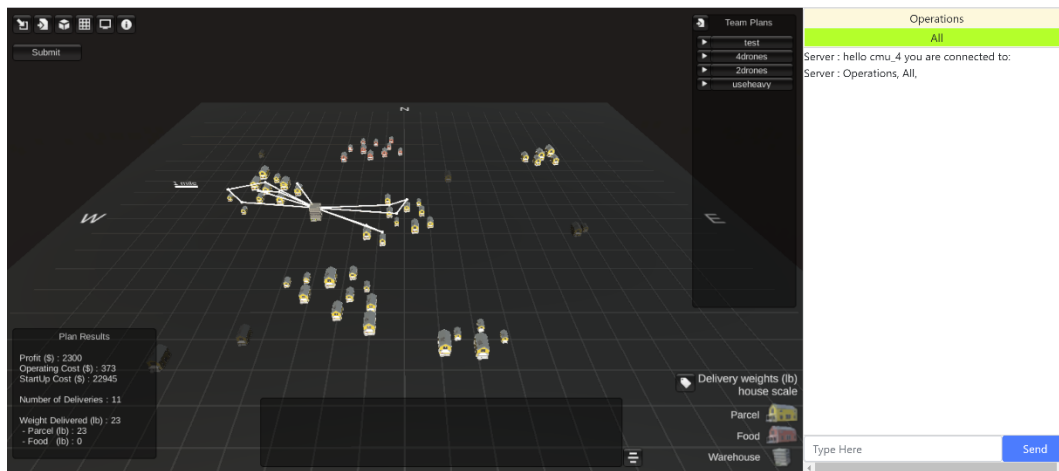 Submit
N
W
E
Team Plans
test
4drones
2drones
useheavy
Plan Results
Profit ($) : 2300
Operating Cost ($) : 373
StartUp Cost ($) : 22945
Number of Deliveries : 11
Weight Delivered (lb) : 23
- Parcel (lb) : 23
- Food (lb) : 0
Delivery weights (lb)
house scale
Parcel
Food
Warehouse
Operations
All
Server : hello cmu_4 you are connected to:
Server : Operations, All,
Type Here
Send